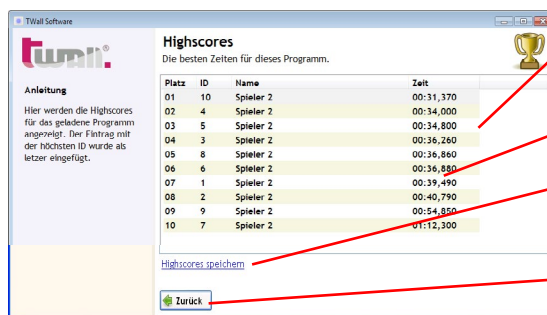 TWall Software
twall®
Anleitung
Hier werden die Highscores
für das geladene Programm
angezeigt. Der Eintrag mit
der höchsten ID wurde als
letzer eingefügt.
Highscores
Die besten Zeiten für dieses Programm.
Platz ID Name Zeit
01 10 Spieler 2 00:31,370
02 4 Spieler 2 00:34,000
03 5 Spieler 2 00:34,800
04 3 Spieler 2 00:36,260
05 8 Spieler 2 00:36,860
06 6 Spieler 2 00:36,880
07 1 Spieler 2 00:39,490
08 2 Spieler 2 00:40,790
09 9 Spieler 2 00:54,850
10 7 Spieler 2 01:12,300
Highscores speichern
Zurück